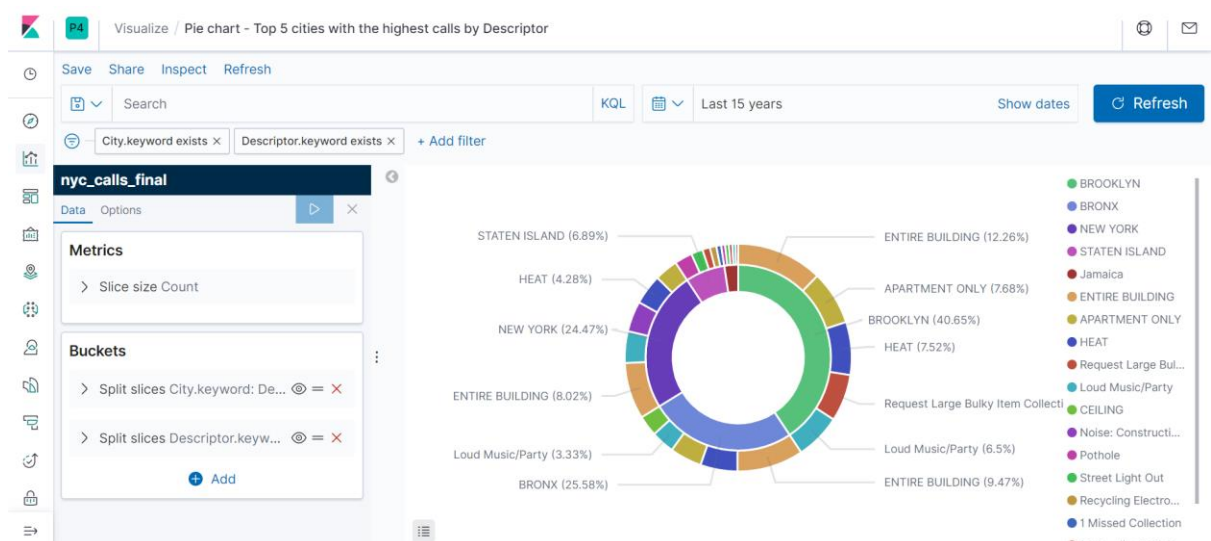 P4 Visualize / Pie chart - Top 5 cities with the highest calls by Descriptor
Save Share Inspect Refresh
Search KQL Last 15 years Show dates Refresh
City.keyword exists × Descriptor.keyword exists × + Add filter
nyc_calls_final
Data Options
Metrics
> Slice size Count
Buckets
> Split slices City.keyword: De...
> Split slices Descriptor.keyw...
Add
STATEN ISLAND (6.89%)
HEAT (4.28%)
NEW YORK (24.47%)
ENTIRE BUILDING (8.02%)
Loud Music/Party (3.33%)
BRONX (25.58%)
ENTIRE BUILDING (12.26%)
APARTMENT ONLY (7.68%)
BROOKLYN (40.65%)
HEAT (7.52%)
Request Large Bulky Item Collecti
Loud Music/Party (6.5%)
ENTIRE BUILDING (9.47%)
BROOKLYN
BRONX
NEW YORK
STATEN ISLAND
Jamaica
ENTIRE BUILDING
APARTMENT ONLY
HEAT
Request Large Bul...
Loud Music/Party
CEILING
Noise: Constructi...
Pothole
Street Light Out
Recycling Electro...
1 Missed Collection